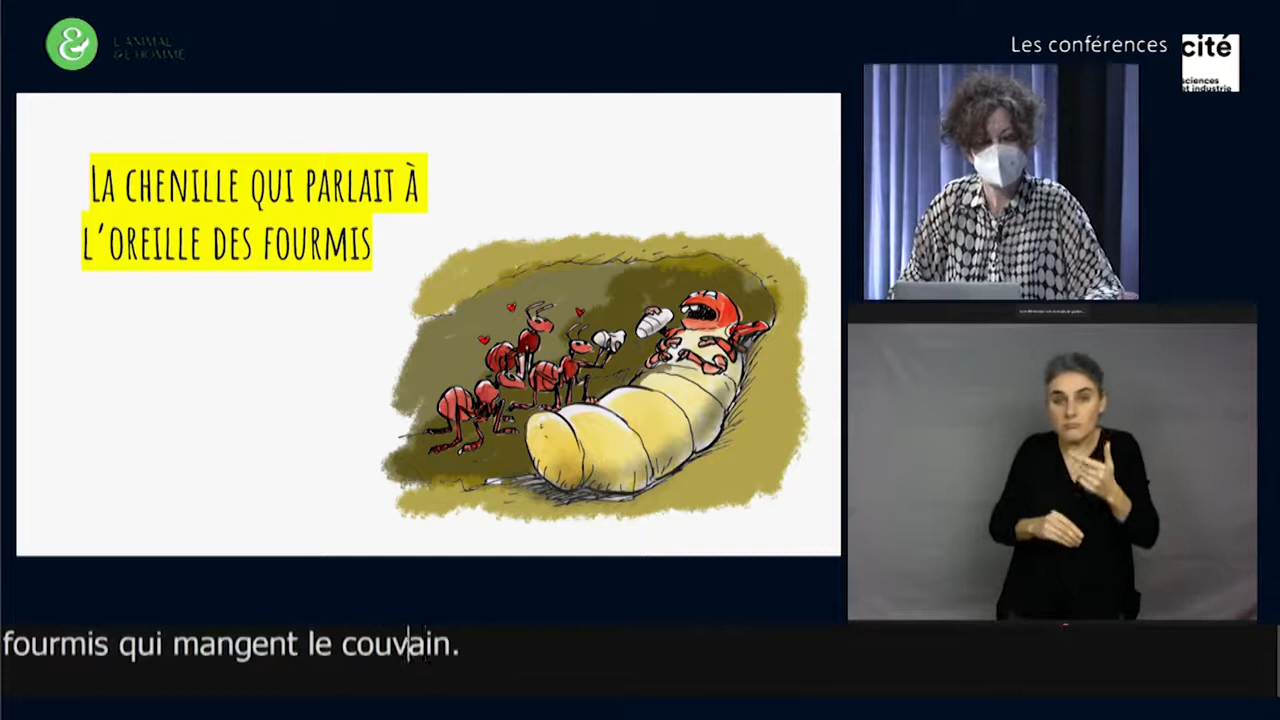 L'ANIMAL
& L'HOMME
Les conférences
cité
sciences
et industrie
LA CHENILLE QUI PARLAIT À
L'OREILLE DES FOURMIS
fourmis qui mangent le couvain.